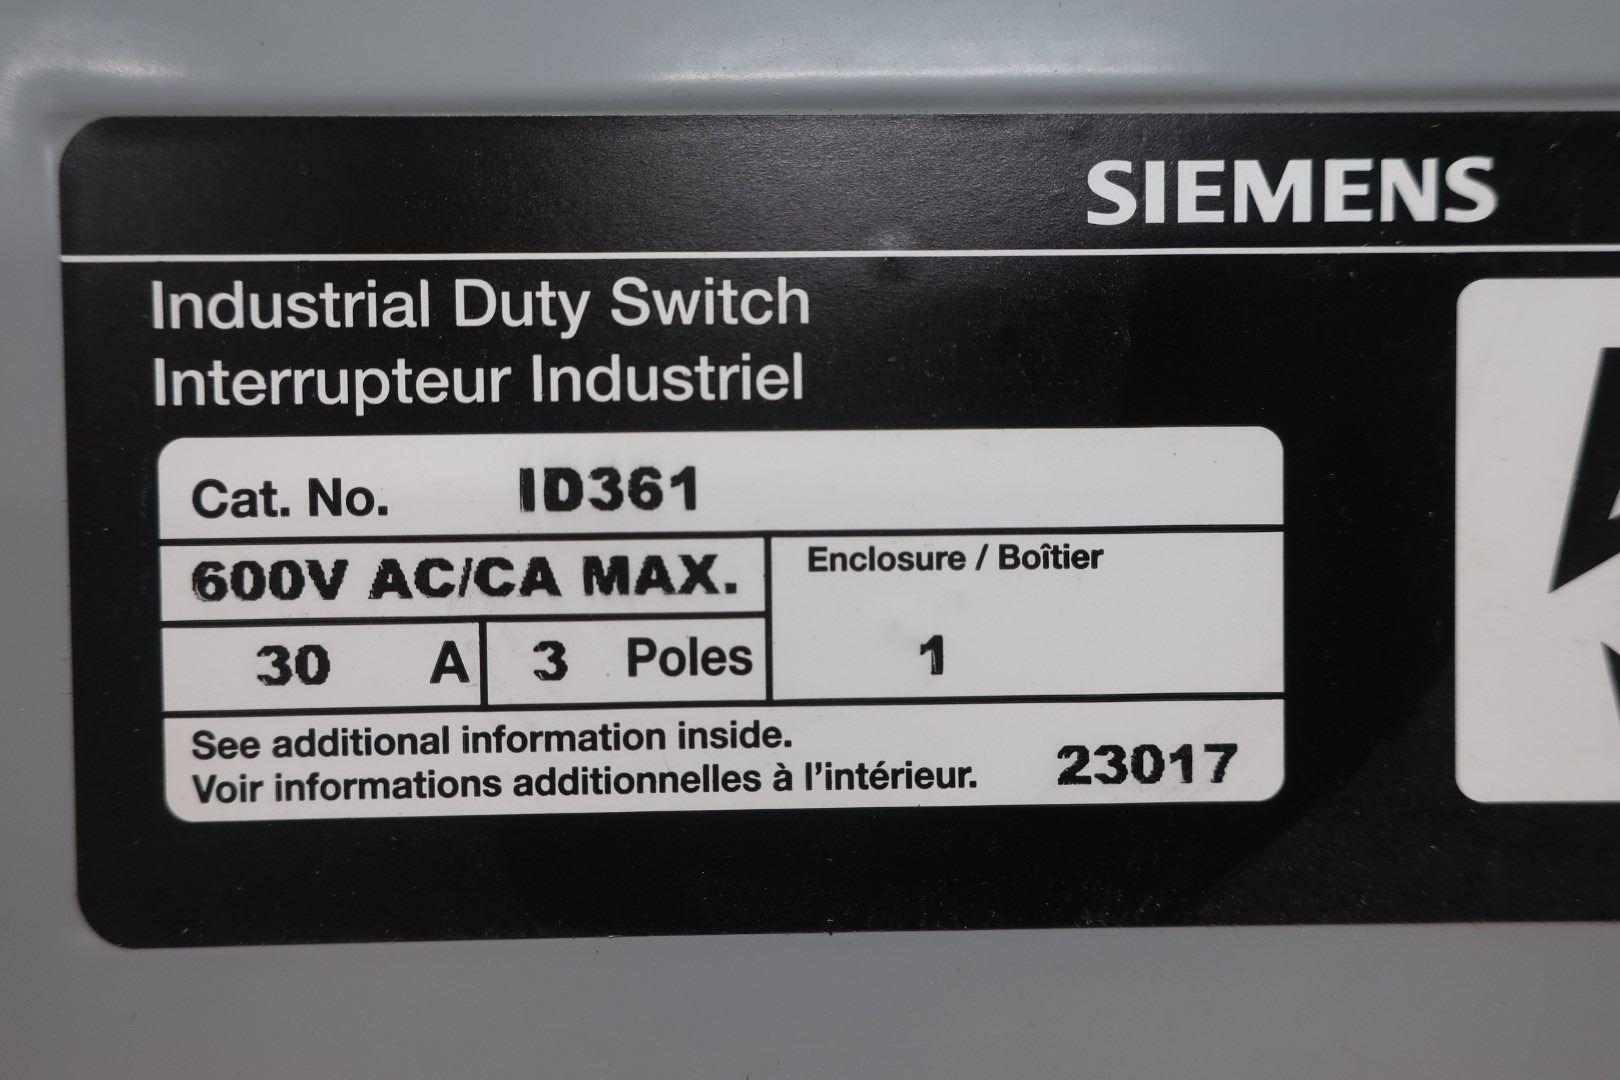 SIEMENS
Industrial Duty Switch
Interrupteur Industriel
Cat. No. ID361
600V AC/CA MAX.
Enclosure / Boîtier
30 A 3 Poles 1
See additional information inside.
Voir informations additionnelles à l'intérieur. 23017